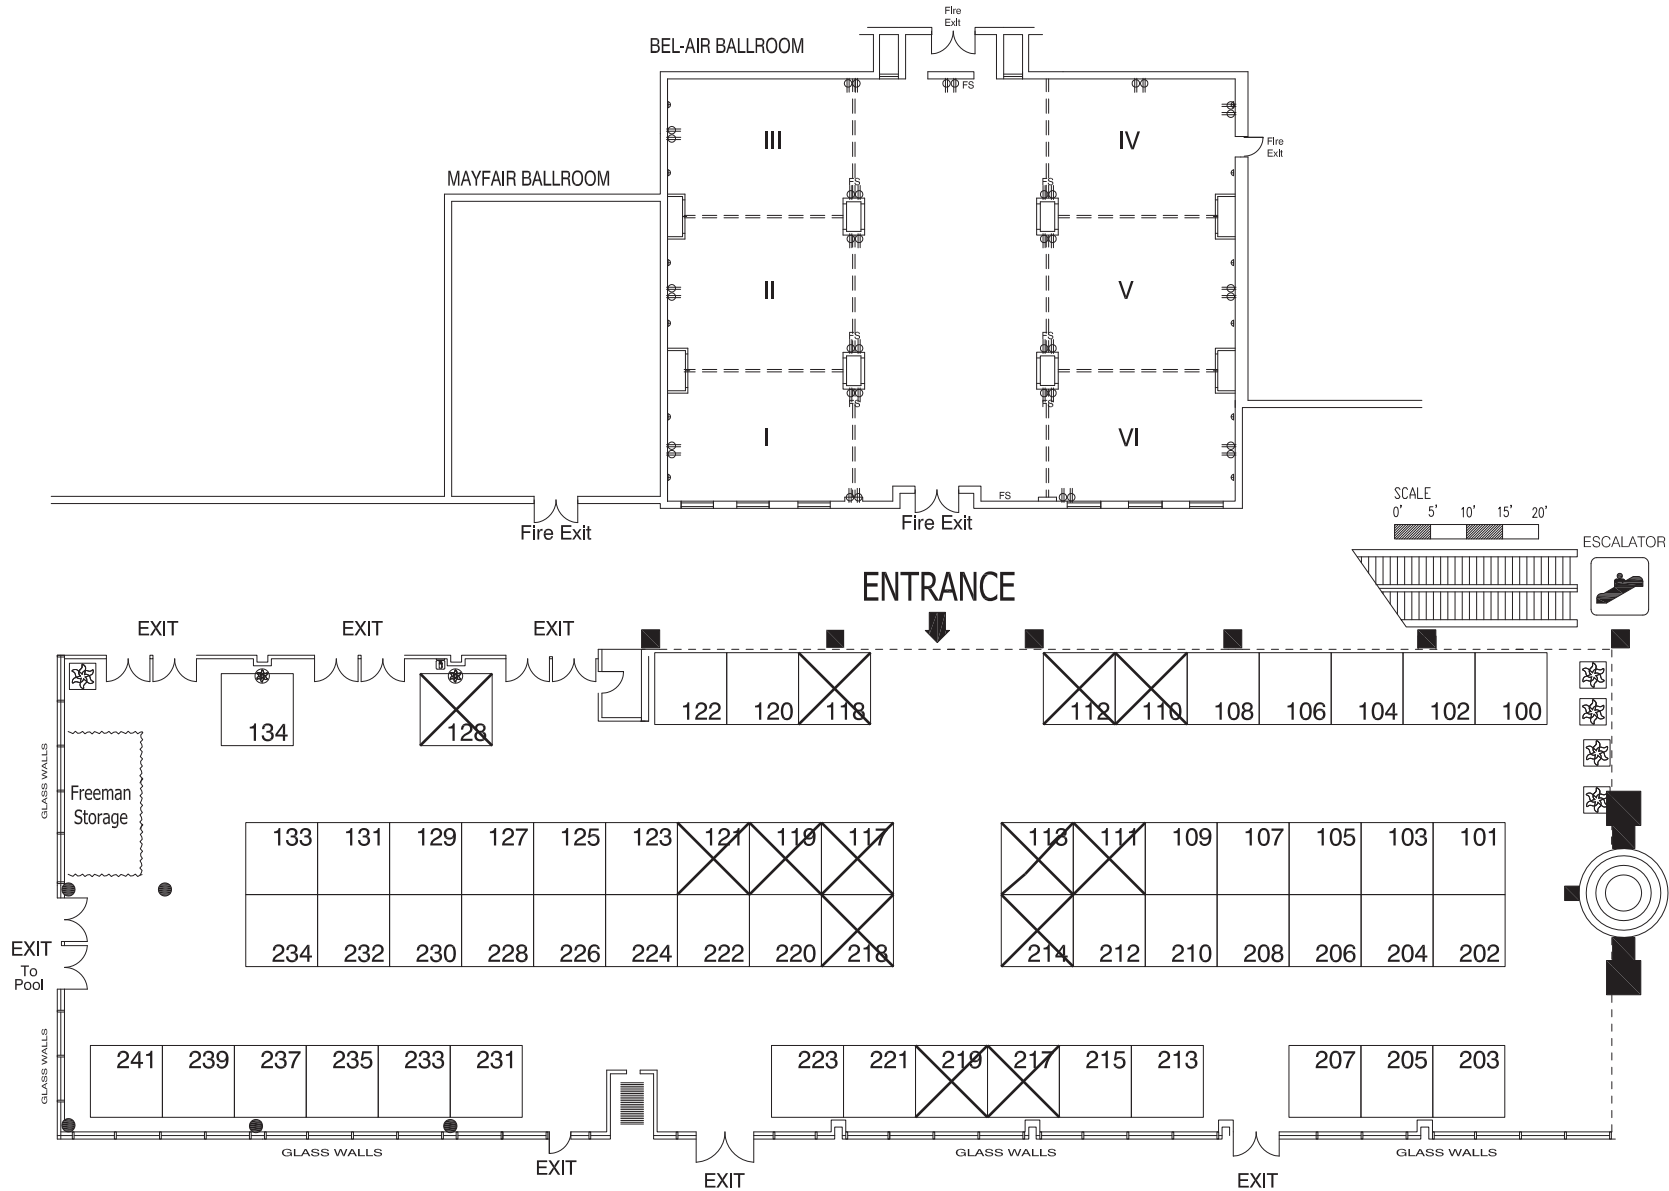 Fire
Exit
BEL-AIR BALLROOM
FS
III
IV
Fire
Exit
MAYFAIR BALLROOM
FS
FS
II
V
FS
FS
FS
FS
I
VI
SCALE
0' 5' 10' 15' 20'
FS
Fire Exit
Fire Exit
ESCALATOR
ENTRANCE
EXIT
EXIT
EXIT
122 120 118 112 110 108 106 104 102 100
134 128
GLASS WALLS
Freeman
Storage
133 131 129 127 125 123 121 119 117 113 111 109 107 105 103 101
234 232 230 228 226 224 222 220 218 214 212 210 208 206 204 202
EXIT
To
Pool
GLASS WALLS
241 239 237 235 233 231 223 221 219 217 215 213 207 205 203
GLASS WALLS
GLASS WALLS
GLASS WALLS
EXIT
EXIT
EXIT